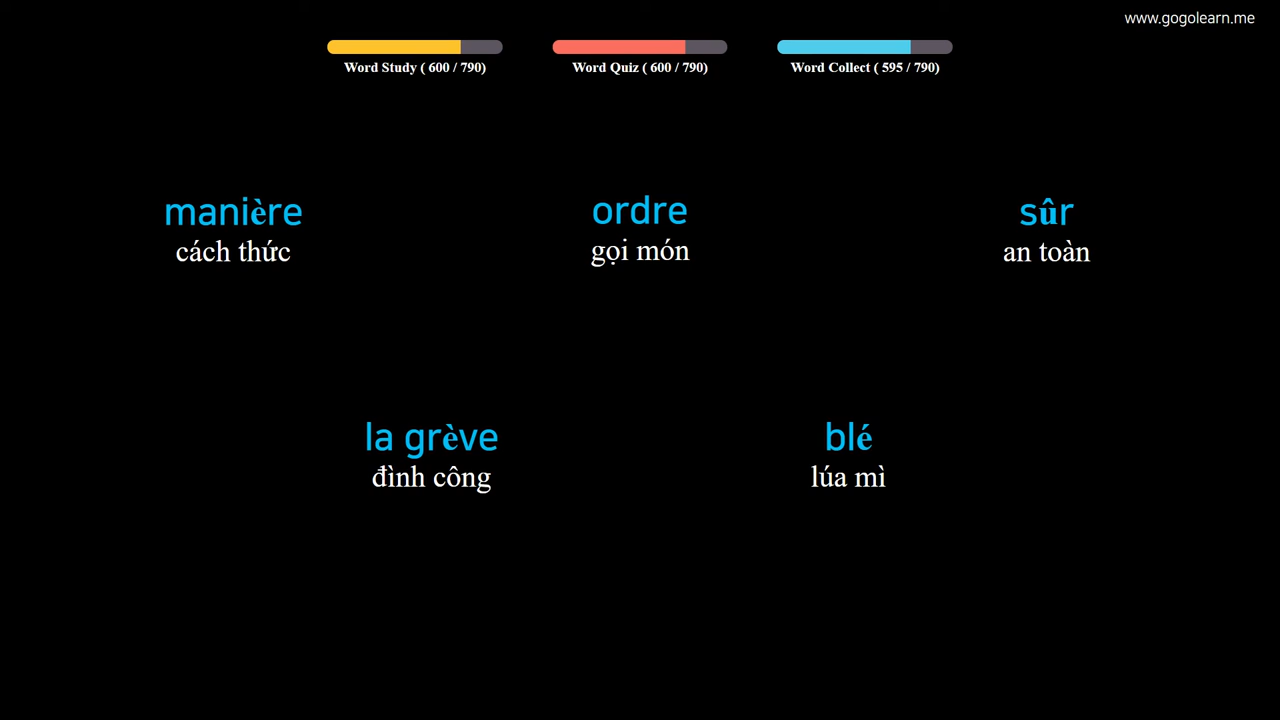 www.gogolearn.me
Word Study ( 600 / 790)
Word Quiz ( 600 / 790)
Word Collect ( 595 / 790)
manière
cách thức
ordre
gọi món
sûr
an toàn
la grève
đình công
blé
lúa mì